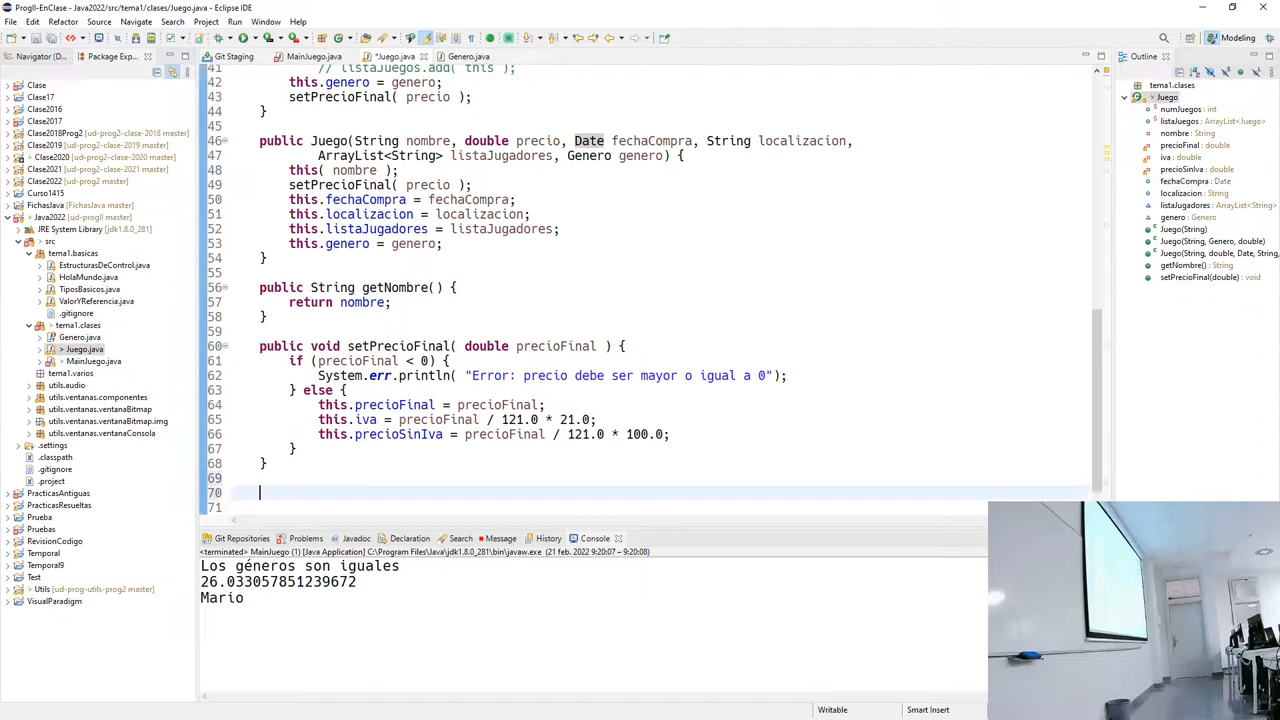 ProgII-EnClase - Java2022/src/tema1/clases/Juego.java - Eclipse IDE
File Edit Refactor Source Navigate Search Project Run Window Help
Modeling
Navigator (D...
Package Exp...
Git Staging
MainJuego.java
*Juego.java
Genero.java
Outline
Clase
Clase17
Clase2016
Clase2017
Clase2018Prog2 [ud-prog2-clase-2018 master]
Clase2019 [ud-prog2-clase-2019 master]
> Clase2020 [ud-prog2-clase-2020 master]
Clase2021 [ud-prog2-clase-2021 master]
Clase2022 [ud-prog2-clase master]
Curso1415
FichasJava [FichasJava master]
Java2022 [ud-progII master]
JRE System Library [jdk1.8.0_281]
> src
tema1.basicas
EstructurasDeControl.java
HolaMundo.java
TiposBasicos.java
ValorYReferencia.java
.gitignore
> tema1.clases
Genero.java
> Juego.java
> MainJuego.java
tema1.varios
utils.audio
utils.ventanas.componentes
utils.ventanas.ventanaBitmap
utils.ventanas.ventanaBitmap.img
utils.ventanas.ventanaConsola
.settings
.classpath
.gitignore
.project
PracticasAntiguas
PracticasResueltas
Prueba
Pruebas
RevisionCodigo
Temporal
Temporal9
Test
> Utils [ud-prog-utils-prog2 master]
VisualParadigm
41 // listaJuegos.add( this );
42 this.genero = genero;
43 setPrecioFinal( precio );
44 }
45
46 public Juego(String nombre, double precio, Date fechaCompra, String localizacion,
47 ArrayList<String> listaJugadores, Genero genero) {
48 this( nombre );
49 setPrecioFinal( precio );
50 this.fechaCompra = fechaCompra;
51 this.localizacion = localizacion;
52 this.listaJugadores = listaJugadores;
53 this.genero = genero;
54 }
55
56 public String getNombre() {
57 return nombre;
58 }
59
60 public void setPrecioFinal( double precioFinal ) {
61 if (precioFinal < 0) {
62 System.err.println( "Error: precio debe ser mayor o igual a 0");
63 } else {
64 this.precioFinal = precioFinal;
65 this.iva = precioFinal / 121.0 * 21.0;
66 this.precioSinIva = precioFinal / 121.0 * 100.0;
67 }
68 }
69
70
71
tema1.clases
> Juego
numJuegos : int
listaJuegos : ArrayList<Juego>
nombre : String
precioFinal : double
iva : double
precioSinIva : double
fechaCompra : Date
localizacion : String
listaJugadores : ArrayList<String>
genero : Genero
Juego(String)
Juego(String, Genero, double)
Juego(String, double, Date, String,
getNombre() : String
setPrecioFinal(double) : void
Git Repositories
Problems
Javadoc
Declaration
Search
Message
History
Console
<terminated> MainJuego (1) [Java Application] C:\Program Files\Java\jdk1.8.0_281\bin\javaw.exe (21 feb. 2022 9:20:07 – 9:20:08)
Los géneros son iguales
26.033057851239672
Mario
Writable
Smart Insert